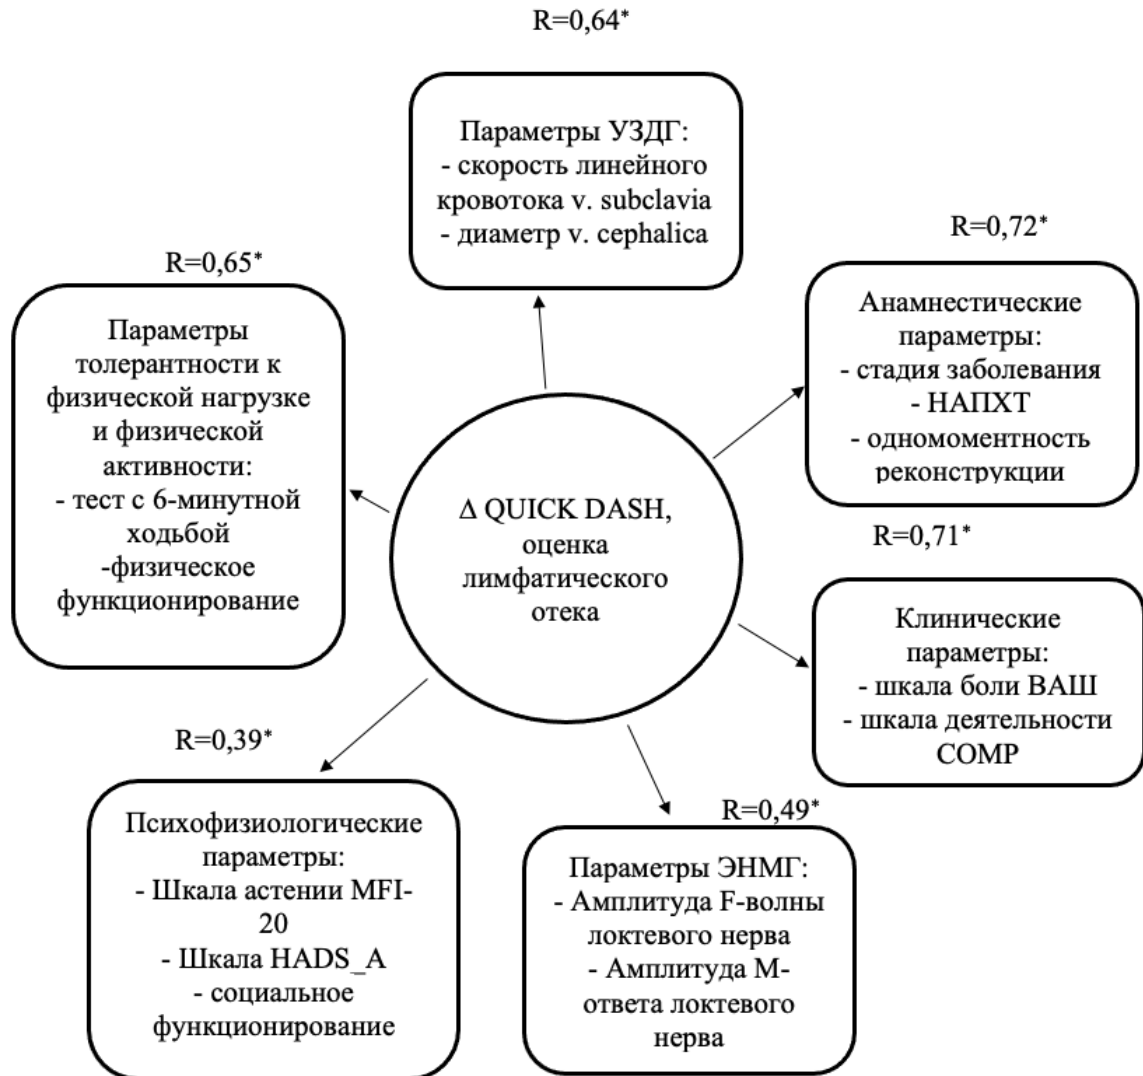 R=0,64*
Параметры УЗДГ:
- скорость линейного
кровотока v. subclavia
- диаметр v. cephalica
R=0,72*
Анамнестические
параметры:
- стадия заболевания
- НАПХТ
- одномоментность
реконструкции
R=0,65*
Параметры
толерантности к
физической нагрузке
и физической
активности:
- тест с 6-минутной
ходьбой
-физическое
функционирование
Δ QUICK DASH,
оценка
лимфатического
отека
R=0,71*
Клинические
параметры:
- шкала боли ВАШ
- шкала деятельности
COMP
R=0,39*
Психофизиологические
параметры:
- Шкала астении MFI-
20
- Шкала HADS_A
- социальное
функционирование
R=0,49*
Параметры ЭНМГ:
- Амплитуда F-волны
локтевого нерва
- Амплитуда М-
ответа локтевого
нерва